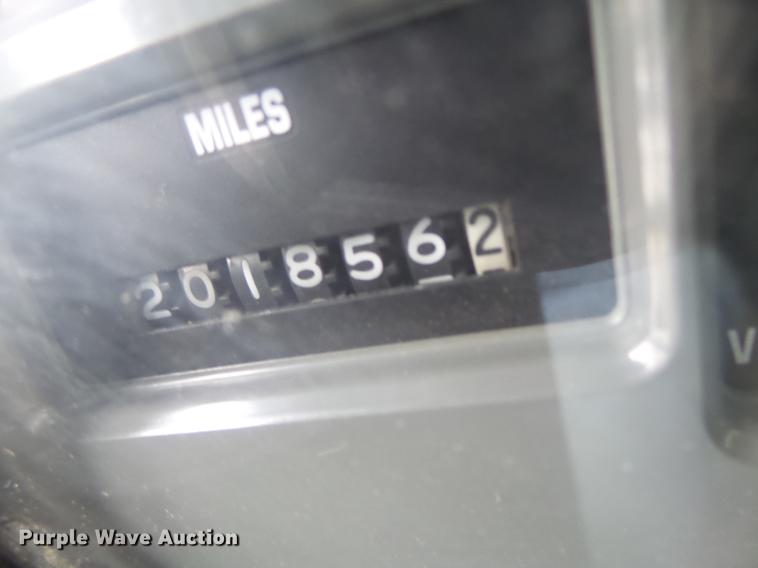 MILES
2018562
V
Purple Wave Auction